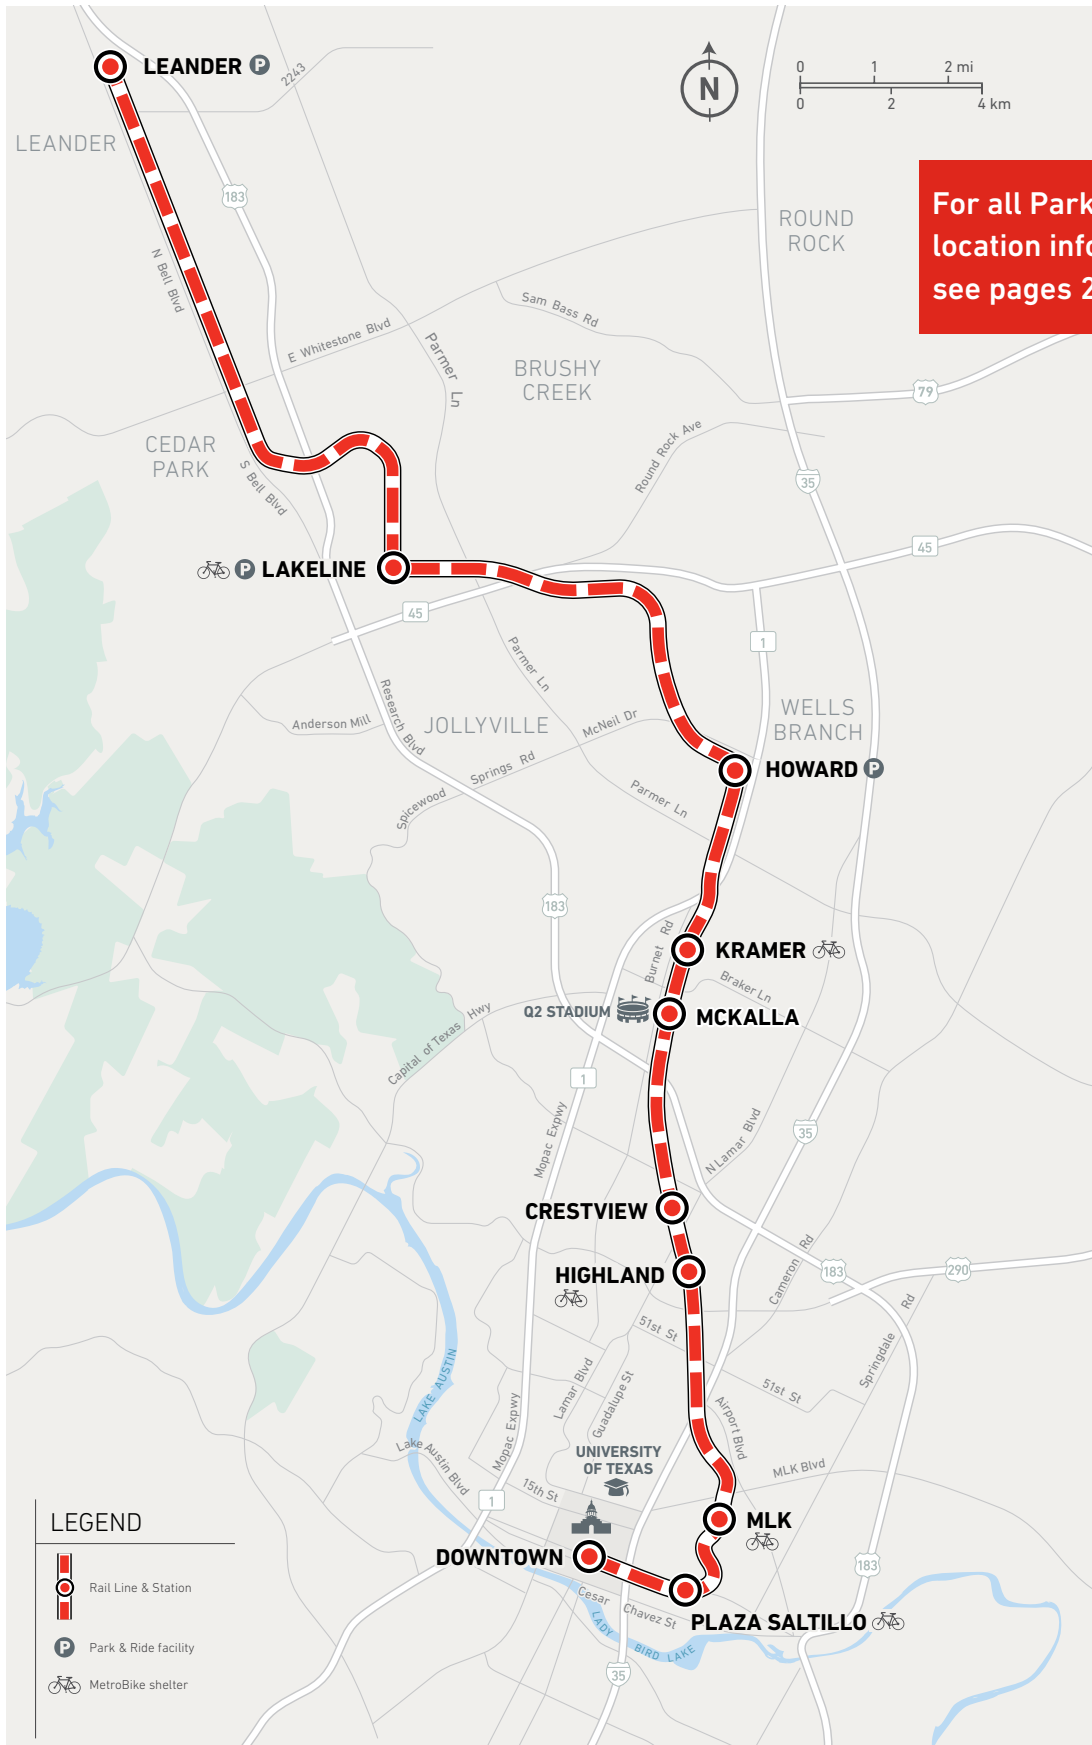 LEANDER P
2243
N
0 1 2 mi
0 2 4 km
LEANDER
183
For all Park
location info
see pages 2
ROUND
ROCK
N Bell Blvd
Sam Bass Rd
E Whitestone Blvd
Parmer Ln
BRUSHY
CREEK
79
CEDAR
PARK
Round Rock Ave
S Bell Blvd
35
45
P LAKELINE
45
1
Parmer Ln
Research Blvd
WELLS
BRANCH
Anderson Mill
JOLLYVILLE
McNeil Dr
Springs Rd
HOWARD P
Parmer Ln
Spicewood
183
Burnet Rd
KRAMER
Braker Ln
Q2 STADIUM
MCKALLA
Capital of Texas Hwy
1
Mopac Expwy
35
N Lamar Blvd
CRESTVIEW
Cameron Rd
183
290
HIGHLAND
51st St
Springdale Rd
LAKE AUSTIN
Lamar Blvd
Guadalupe St
51st St
Mopac Expwy
Airport Blvd
Lake Austin Blvd
UNIVERSITY
OF TEXAS
MLK Blvd
15th St
1
MLK
DOWNTOWN
183
Cesar Chavez St
PLAZA SALTILLO
LADY BIRD LAKE
35
LEGEND
Rail Line & Station
P Park & Ride facility
MetroBike shelter